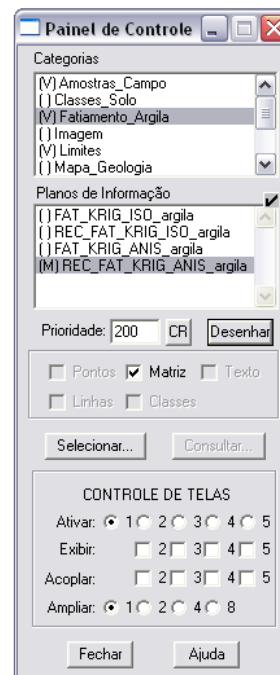 Painel de Controle
Categorias
(V) Amostras_Campo
( ) Classes_Solo
(V) Fatiamento_Argila
( ) Imagem
(V) Limites
( ) Mapa_Geologia
Planos de Informação
( ) FAT_KRIG_ISO_argila
( ) REC_FAT_KRIG_ISO_argila
( ) FAT_KRIG_ANIS_argila
(M) REC_FAT_KRIG_ANIS_argila
Prioridade: 200 CR Desenhar
Pontos Matriz Texto
Linhas Classes
Selecionar... Consultar...
CONTROLE DE TELAS
Ativar: 1 2 3 4 5
Exibir: 2 3 4 5
Acoplar: 2 3 4 5
Ampliar: 1 2 4 8
Fechar Ajuda